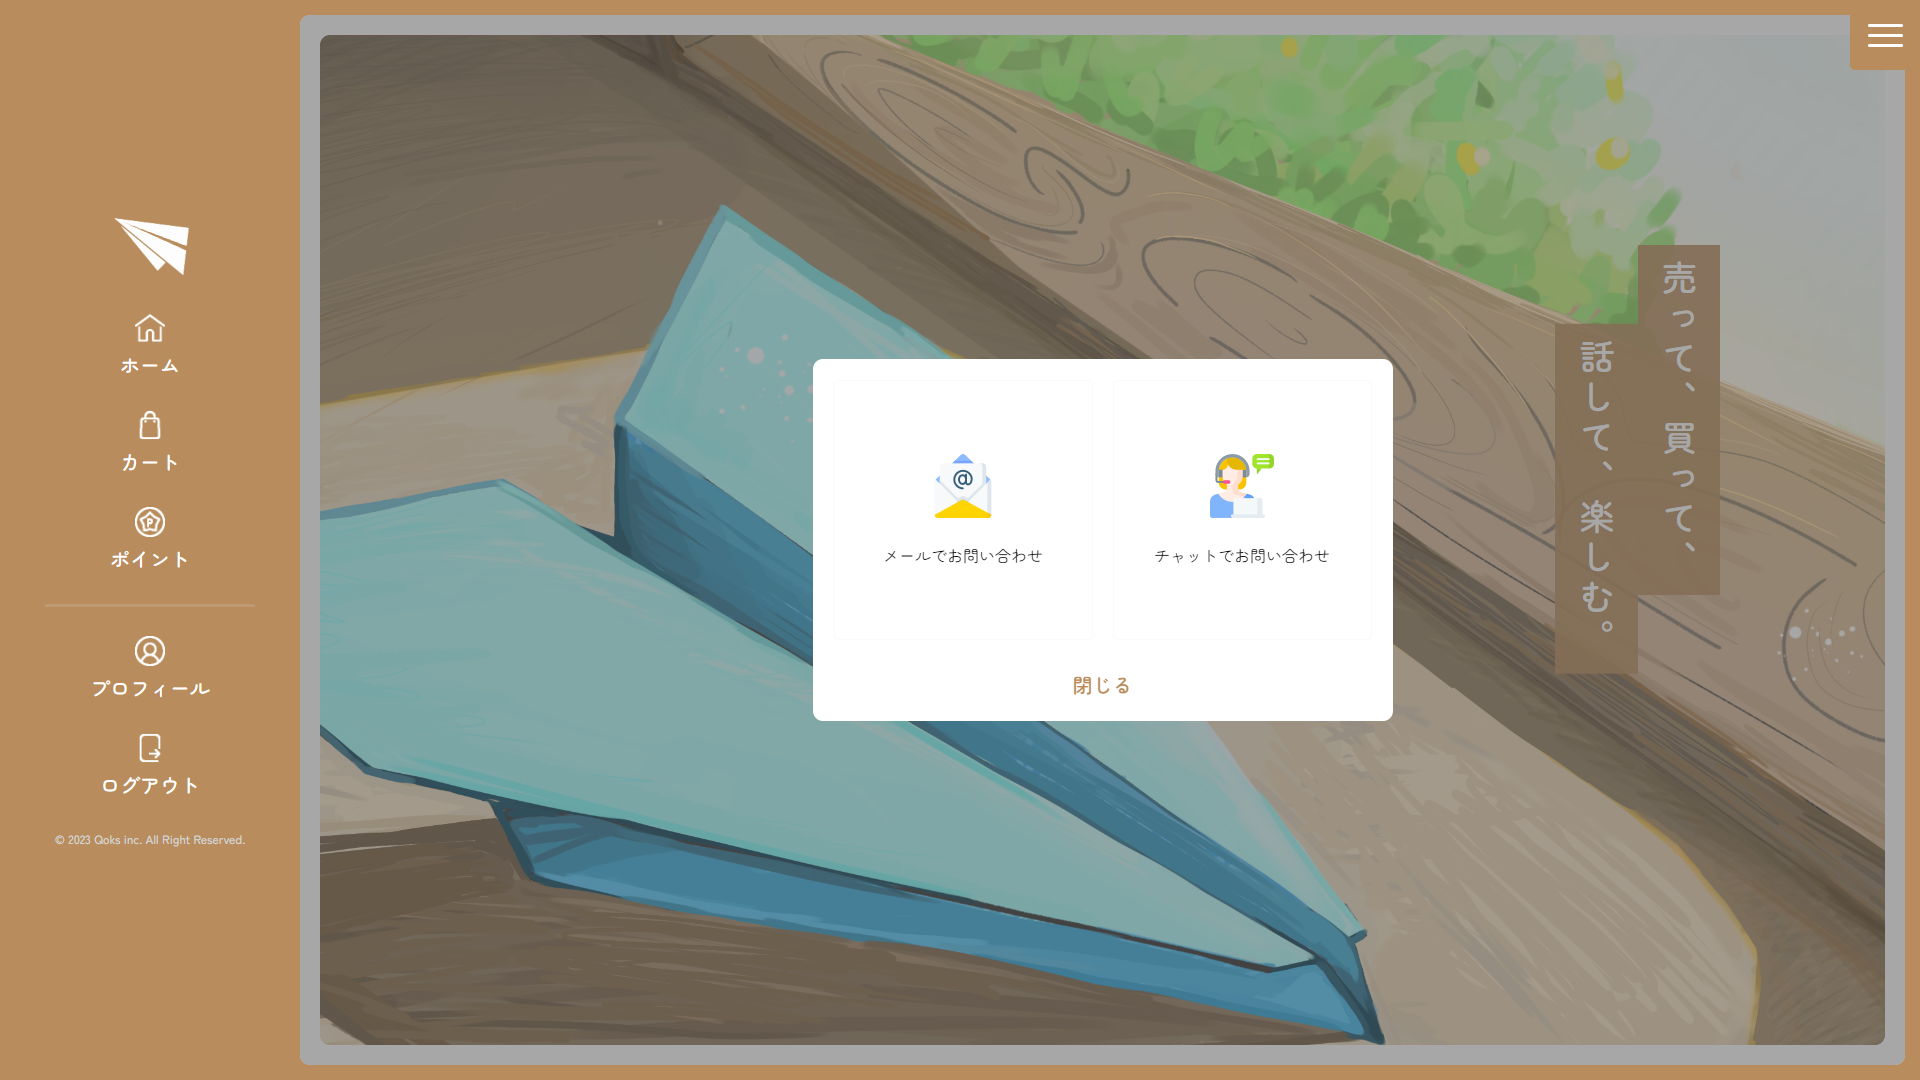 ホーム
カート
ポイント
プロフィール
ログアウト
© 2023 Qoks inc. All Right Reserved.
売って、買って、
話して、楽しむ。
メールでお問い合わせ
チャットでお問い合わせ
閉じる